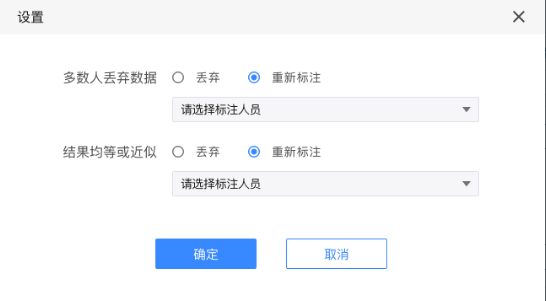 设置
多数人丢弃数据 丢弃 重新标注
请选择标注人员
结果均等或近似 丢弃 重新标注
请选择标注人员
确定 取消